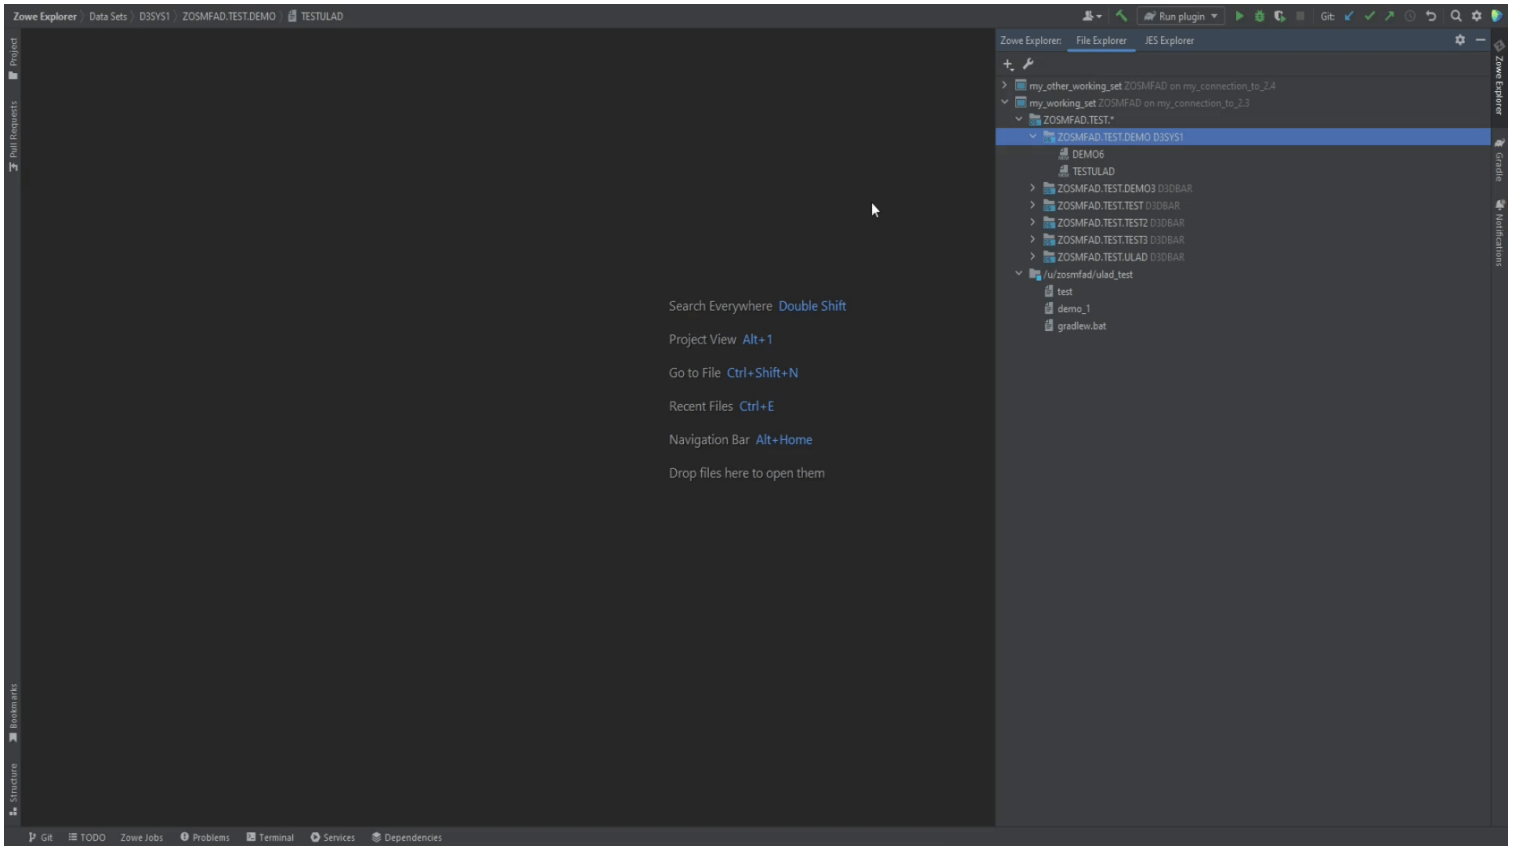 Zowe Explorer Data Sets D3SYS1 ZOSMFAD.TEST.DEMO TESTULAD
Run plugin
Git:
Project
Pull Requests
Bookmarks
Structure
Search Everywhere Double Shift
Project View Alt+1
Go to File Ctrl+Shift+N
Recent Files Ctrl+E
Navigation Bar Alt+Home
Drop files here to open them
Zowe Explorer: File Explorer JES Explorer
my_other_working_set ZOSMFAD on my_connection_to_2.4
my_working_set ZOSMFAD on my_connection_to_2.3
ZOSMFAD.TEST.*
ZOSMFAD.TEST.DEMO D3SYS1
DEMO6
TESTULAD
ZOSMFAD.TEST.DEMO3 D3DBAR
ZOSMFAD.TEST.TEST D3DBAR
ZOSMFAD.TEST.TEST2 D3DBAR
ZOSMFAD.TEST.TEST3 D3DBAR
ZOSMFAD.TEST.ULAD D3DBAR
/u/zosmfad/ulad_test
test
demo_1
gradlew.bat
Zowe Explorer
Gradle
Notifications
Git TODO Zowe Jobs Problems Terminal Services Dependencies